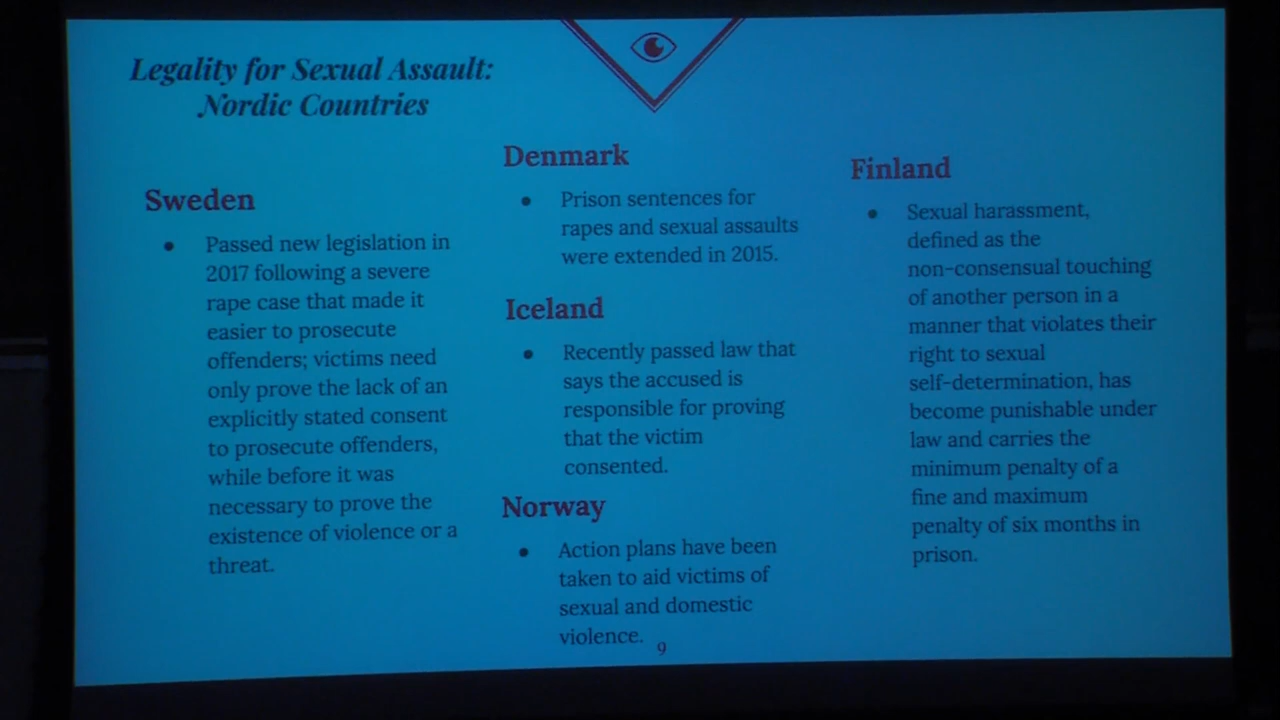 Legality for Sexual Assault:
Nordic Countries
Sweden
• Passed new legislation in
2017 following a severe
rape case that made it
easier to prosecute
offenders; victims need
only prove the lack of an
explicitly stated consent
to prosecute offenders,
while before it was
necessary to prove the
existence of violence or a
threat.
Denmark
• Prison sentences for
rapes and sexual assaults
were extended in 2015.
Iceland
• Recently passed law that
says the accused is
responsible for proving
that the victim
consented.
Norway
• Action plans have been
taken to aid victims of
sexual and domestic
violence.
Finland
• Sexual harassment,
defined as the
non-consensual touching
of another person in a
manner that violates their
right to sexual
self-determination, has
become punishable under
law and carries the
minimum penalty of a
fine and maximum
penalty of six months in
prison.
9